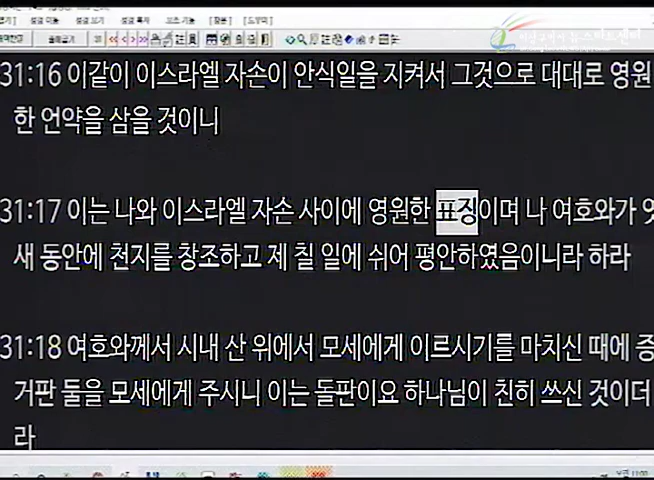 31:16 이같이 이스라엘 자손이 안식일을 지켜서 그것으로 대대로 영원
한 언약을 삼을 것이니
31:17 이는 나와 이스라엘 자손 사이에 영원한 표징이며 나 여호와가 엿
새 동안에 천지를 창조하고 제 칠 일에 쉬어 평안하였음이니라 하라
31:18 여호와께서 시내 산 위에서 모세에게 이르시기를 마치신 때에 증
거판 둘을 모세에게 주시니 이는 돌판이요 하나님이 친히 쓰신 것이더
라